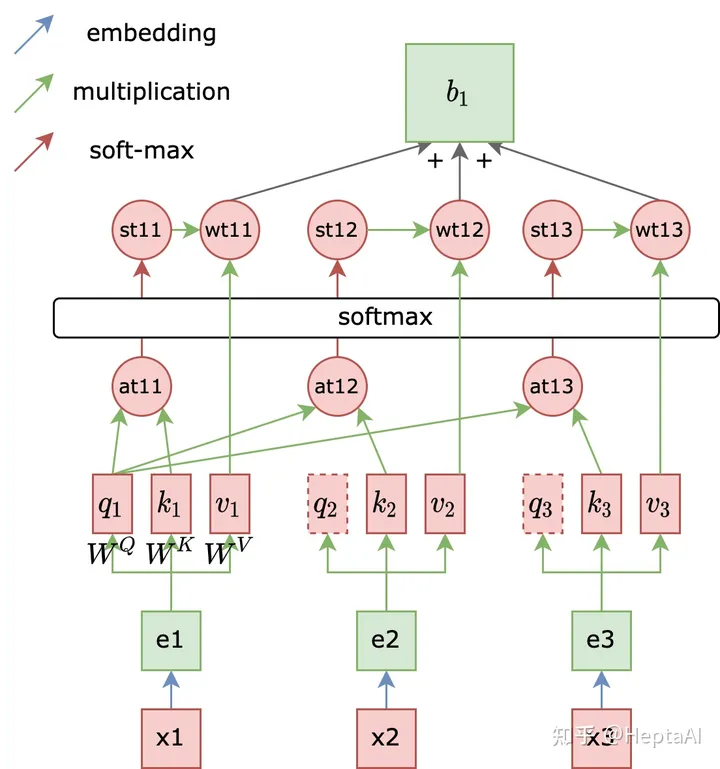 embedding
multiplication
soft-max
b₁
+ +
st11 wt11 st12 wt12 st13 wt13
softmax
at11 at12 at13
q₁ k₁ v₁ q₂ k₂ v₂ q₃ k₃ v₃
W^Q W^K W^V
e1 e2 e3
x1 x2 x3
知乎 @HeptaAI